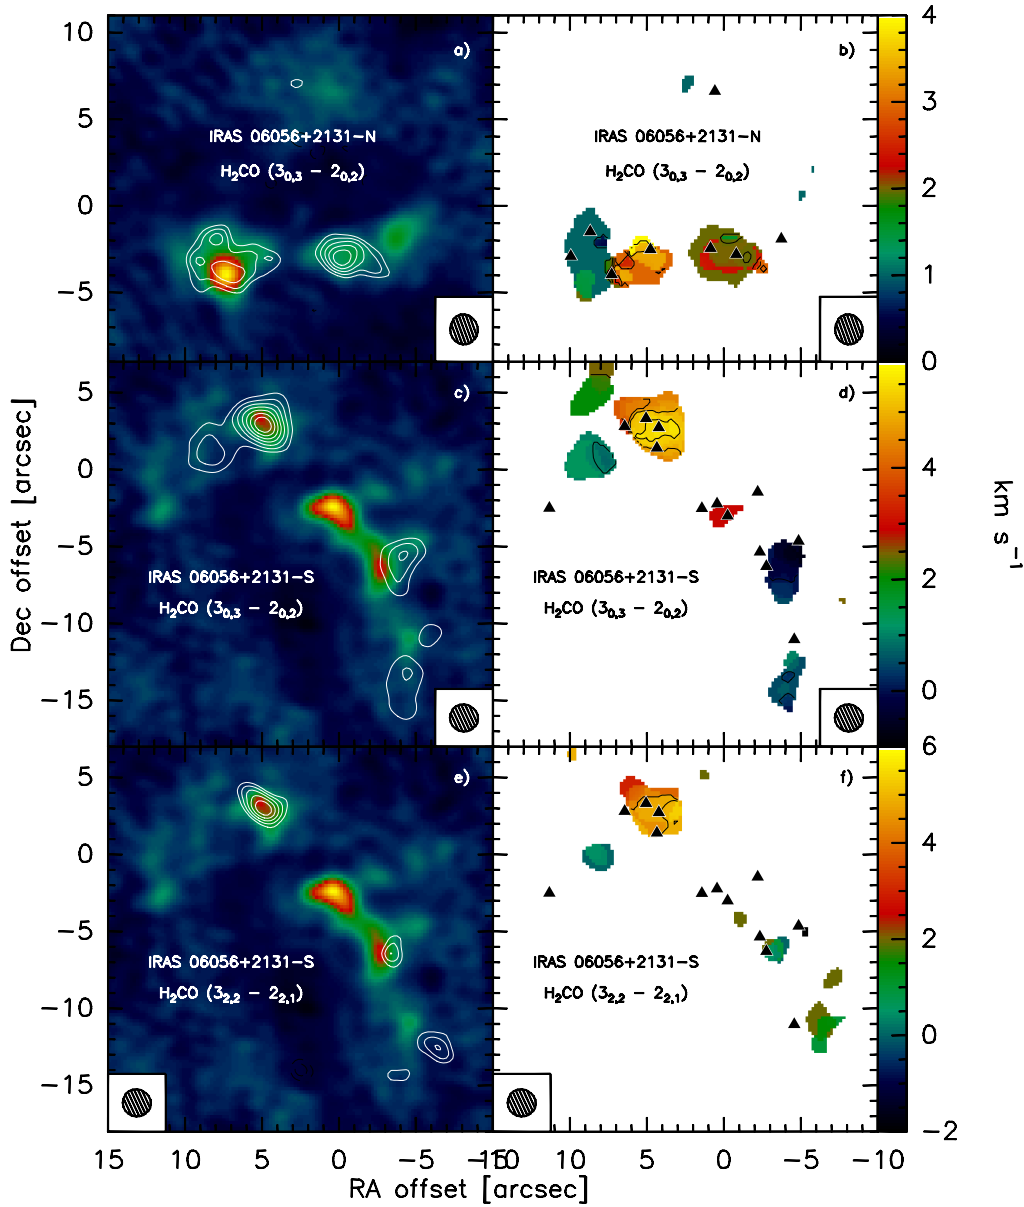 a)
IRAS 06056+2131-N
H₂CO (3₀,₃ - 2₀,₂)
b)
IRAS 06056+2131-N
H₂CO (3₀,₃ - 2₀,₂)
10
5
0
-5
4
3
2
1
0
c)
IRAS 06056+2131-S
H₂CO (3₀,₃ - 2₀,₂)
d)
IRAS 06056+2131-S
H₂CO (3₀,₃ - 2₀,₂)
5
0
-5
-10
-15
6
4
2
0
e)
IRAS 06056+2131-S
H₂CO (3₂,₂ - 2₂,₁)
f)
IRAS 06056+2131-S
H₂CO (3₂,₂ - 2₂,₁)
5
0
-5
-10
-15
6
4
2
0
-2
Dec offset [arcsec]
km s⁻¹
15 10 5 0 -5 -10
10 5 0 -5 -10
RA offset [arcsec]